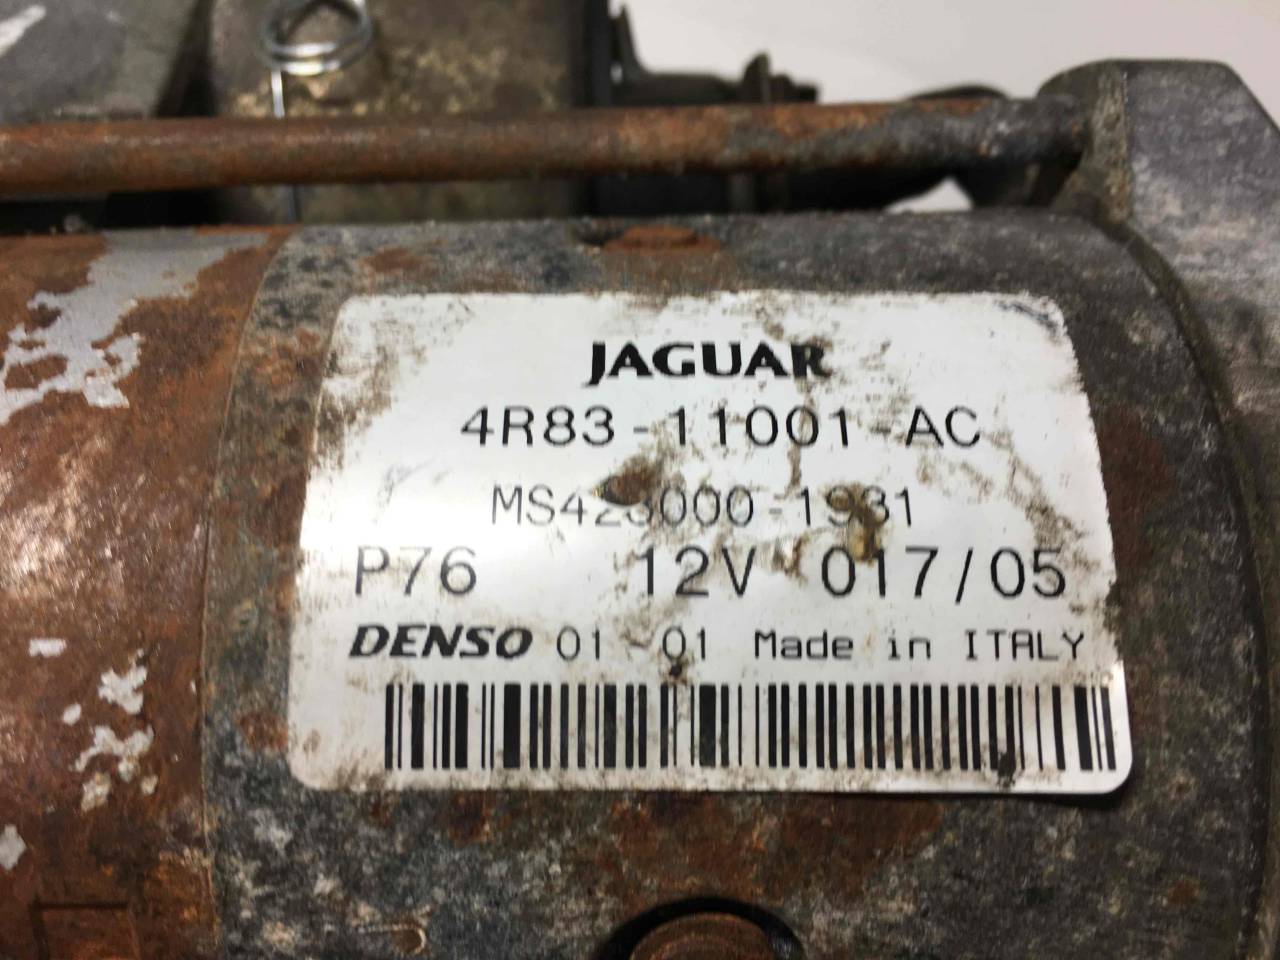 JAGUAR
4R83-11001-AC
MS428000-1931
P76 12V 017/05
DENSO 01-01 Made in ITALY